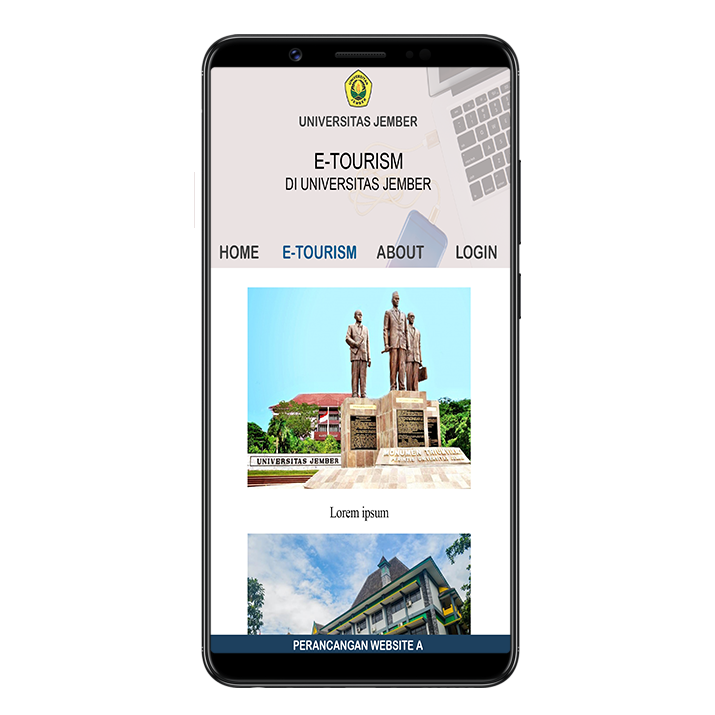 UNIVERSITAS JEMBER
E-TOURISM
DI UNIVERSITAS JEMBER
HOME E-TOURISM ABOUT LOGIN
UNIVERSITAS JEMBER
Lorem ipsum
PERANCANGAN WEBSITE A